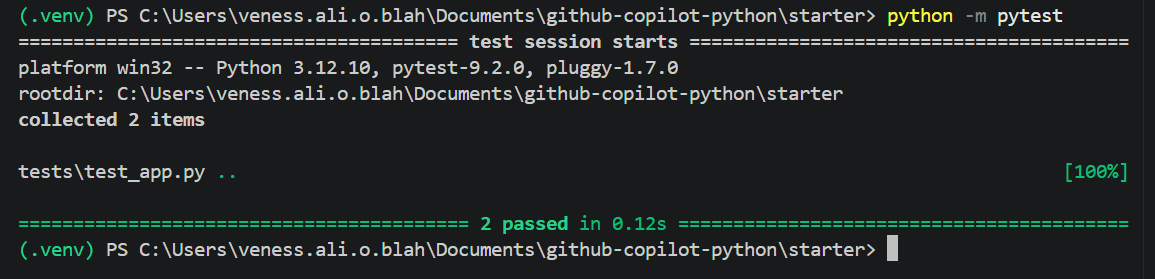 (.venv) PS C:\Users\veness.ali.o.blah\Documents\github-copilot-python\starter> python -m pytest
======================================== test session starts ========================================
platform win32 -- Python 3.12.10, pytest-9.2.0, pluggy-1.7.0
rootdir: C:\Users\veness.ali.o.blah\Documents\github-copilot-python\starter
collected 2 items
tests\test_app.py .. [100%]
========================================= 2 passed in 0.12s =========================================
(.venv) PS C:\Users\veness.ali.o.blah\Documents\github-copilot-python\starter>